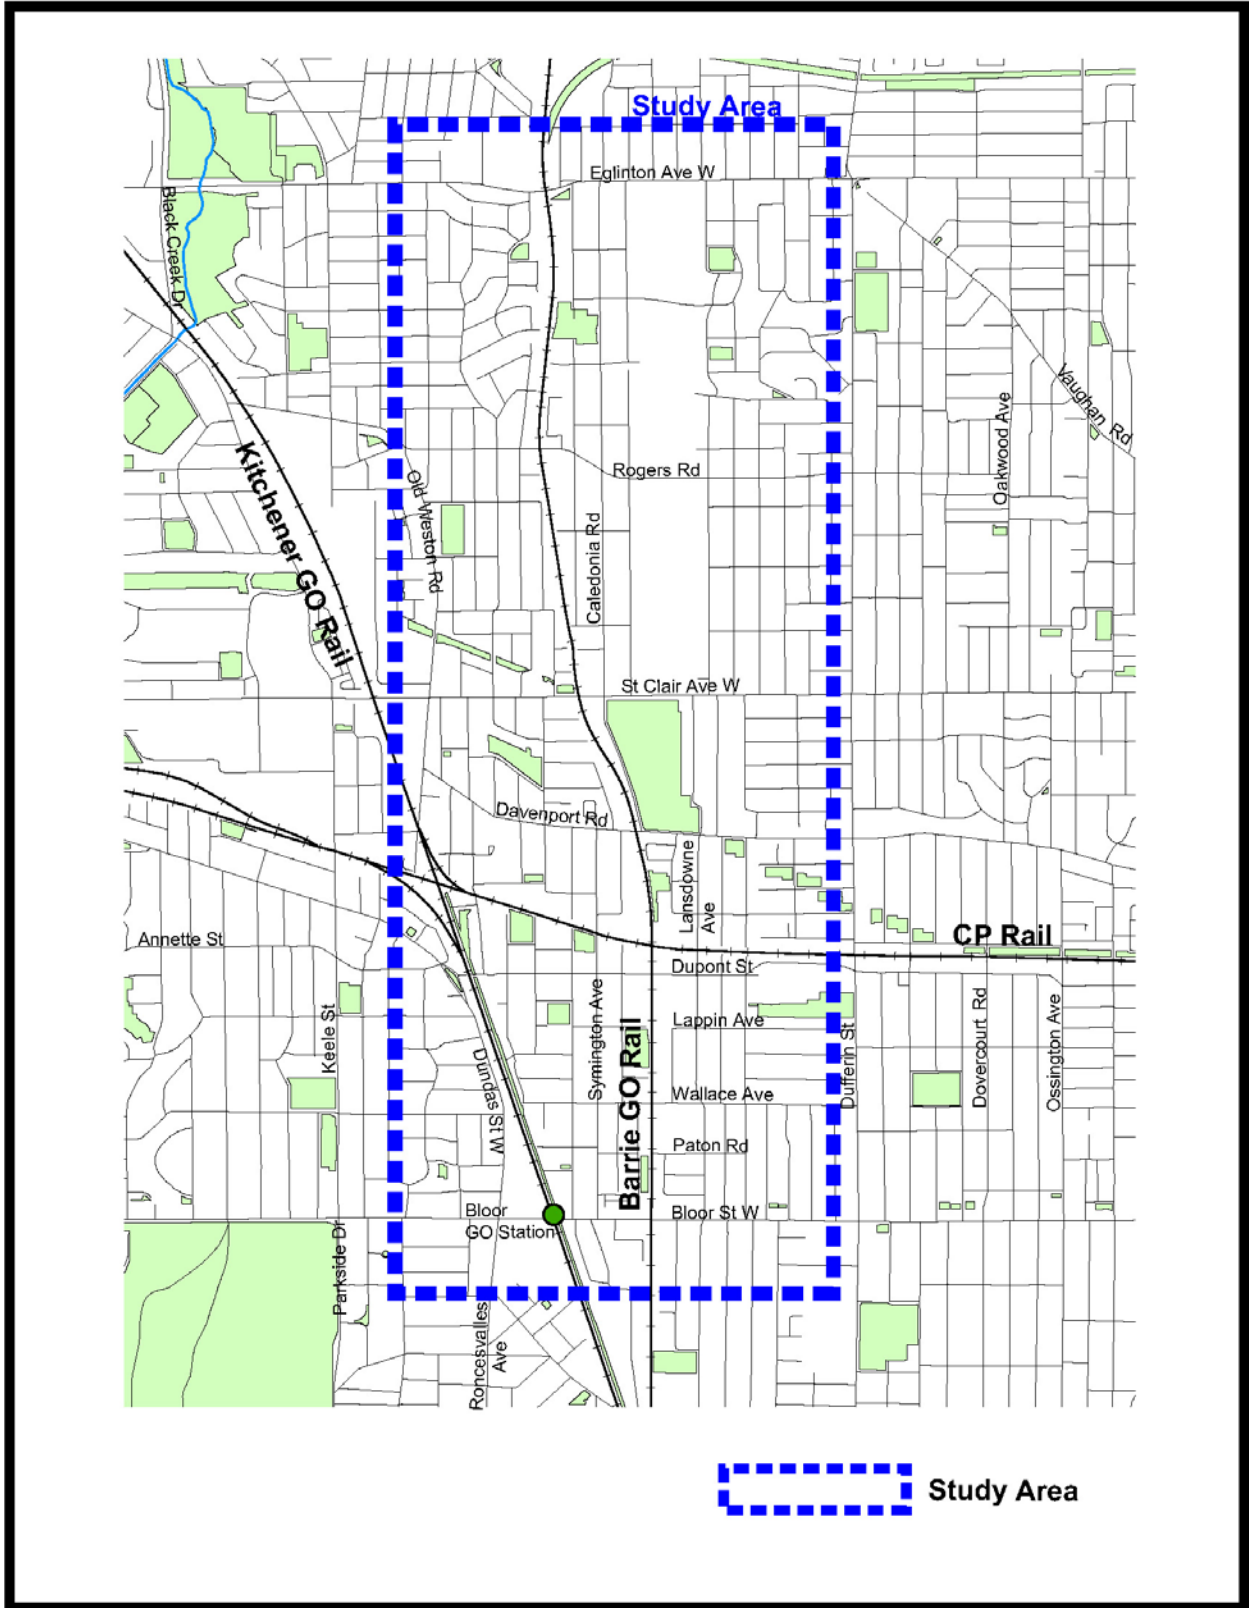 Study Area
Eglinton Ave W
Black Creek Dr
Vaughan Rd
Oakwood Ave
Kitchener GO Rail
Rogers Rd
Old Weston Rd
Caledonia Rd
St Clair Ave W
Davenport Rd
Lansdowne
Ave
Annette St
CP Rail
Dupont St
Keele St
Symington Ave
Lappin Ave
Dufferin St
Dovercourt Rd
Ossington Ave
Dundas St W
Barrie GO Rail
Wallace Ave
Paton Rd
Bloor
GO Station
Bloor St W
Parkside Dr
Roncesvalles
Ave
Study Area